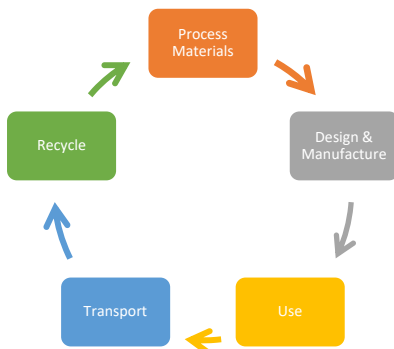 Process
Materials
Design &
Manufacture
Use
Transport
Recycle